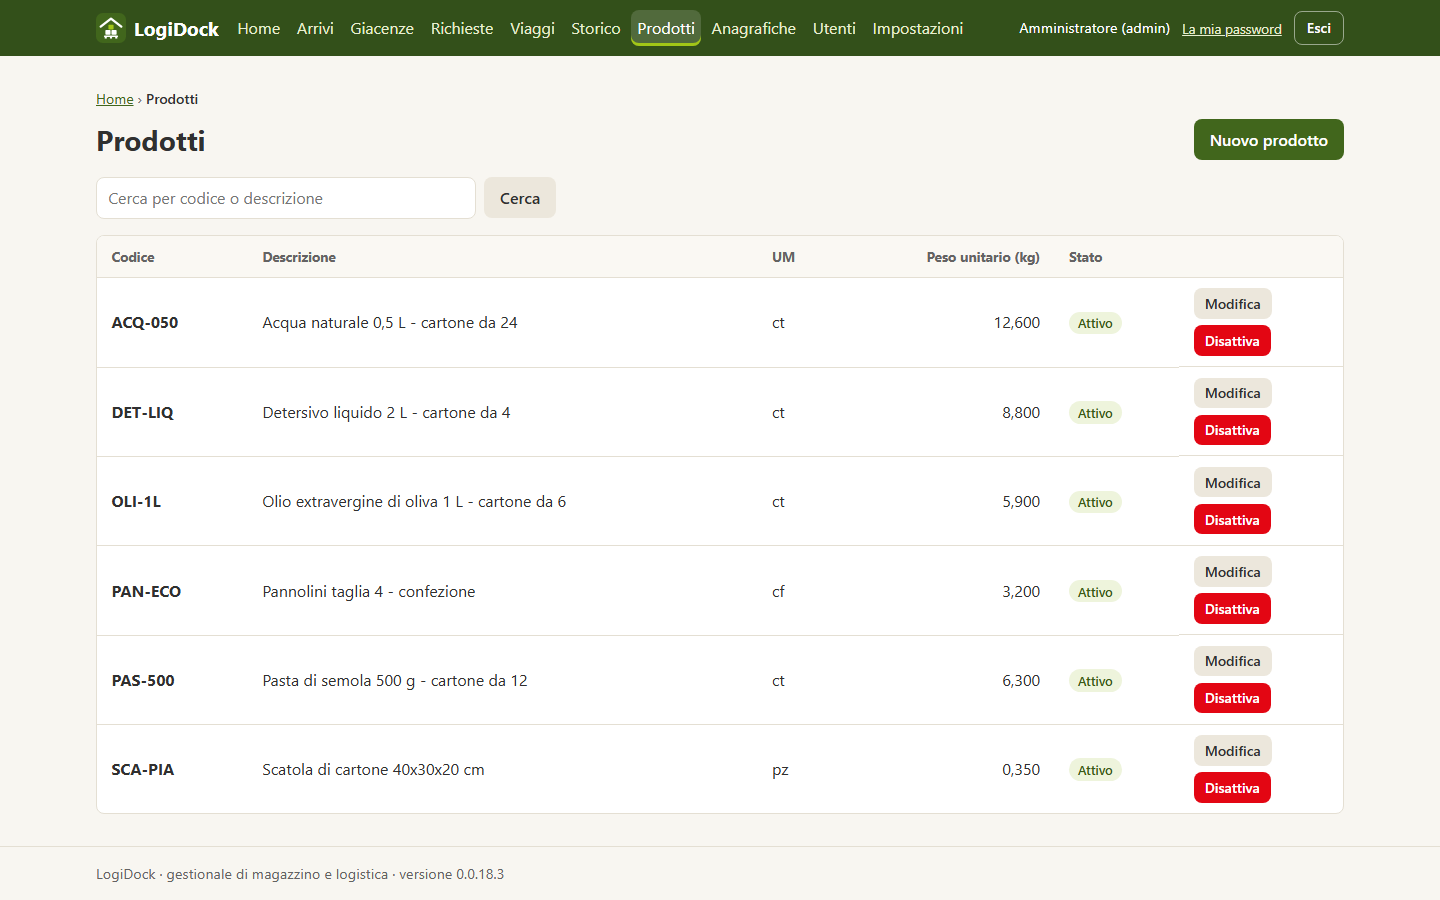 LogiDock Home Arrivi Giacenze Richieste Viaggi Storico Prodotti Anagrafiche Utenti Impostazioni Amministratore (admin) La mia password Esci
Home › Prodotti
Prodotti
Nuovo prodotto
Cerca per codice o descrizione Cerca
Codice Descrizione UM Peso unitario (kg) Stato
ACQ-050 Acqua naturale 0,5 L - cartone da 24 ct 12,600 Attivo Modifica
Disattiva
DET-LIQ Detersivo liquido 2 L - cartone da 4 ct 8,800 Attivo Modifica
Disattiva
OLI-1L Olio extravergine di oliva 1 L - cartone da 6 ct 5,900 Attivo Modifica
Disattiva
PAN-ECO Pannolini taglia 4 - confezione cf 3,200 Attivo Modifica
Disattiva
PAS-500 Pasta di semola 500 g - cartone da 12 ct 6,300 Attivo Modifica
Disattiva
SCA-PIA Scatola di cartone 40x30x20 cm pz 0,350 Attivo Modifica
Disattiva
LogiDock · gestionale di magazzino e logistica · versione 0.0.18.3